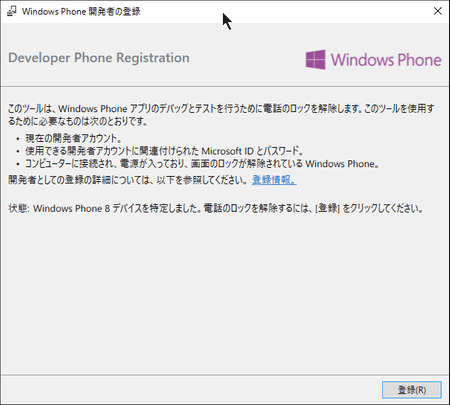 Windows Phone 開発者の登録
Developer Phone Registration
Windows Phone
このツールは、Windows Phone アプリのデバッグとテストを行うために電話のロックを解除します。このツールを使用す
るために必要なものは次のとおりです。
• 現在の開発者アカウント。
• 使用できる開発者アカウントに関連付けられた Microsoft ID とパスワード。
• コンピューターに接続され、電源が入っており、画面のロックが解除されている Windows Phone。
開発者としての登録の詳細については、以下を参照してください。登録情報。
状態: Windows Phone 8 デバイスを特定しました。電話のロックを解除するには、[登録] をクリックしてください。
登録(R)